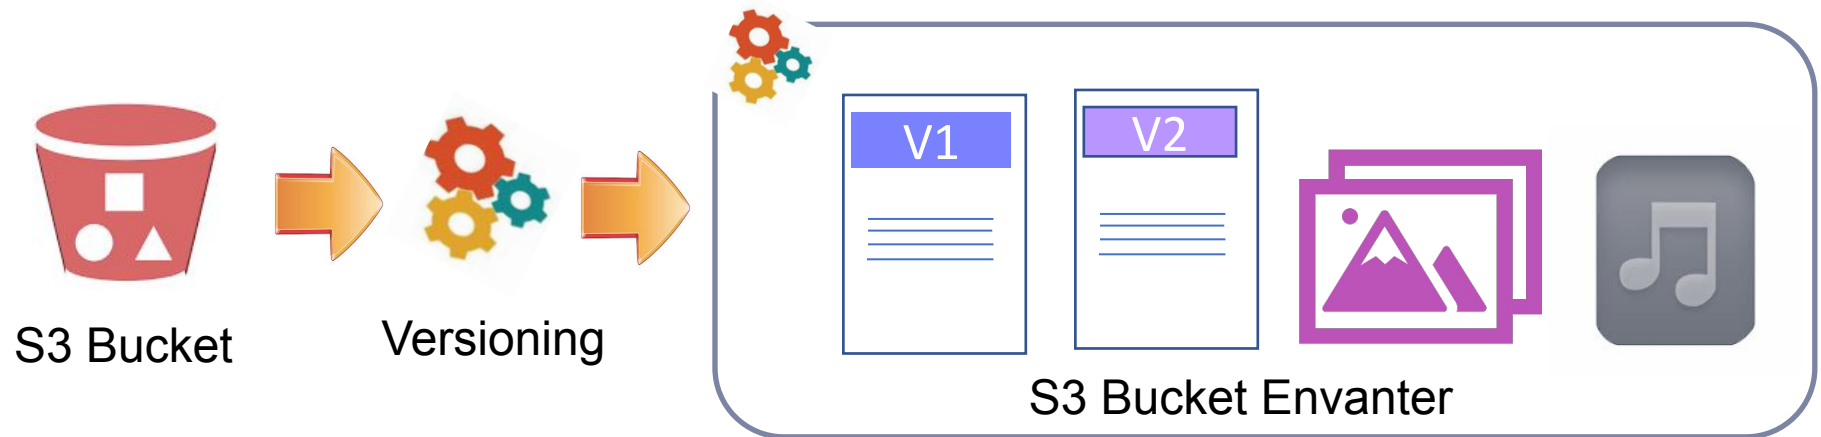 S3 Bucket
Versioning
V1
V2
S3 Bucket Envanter